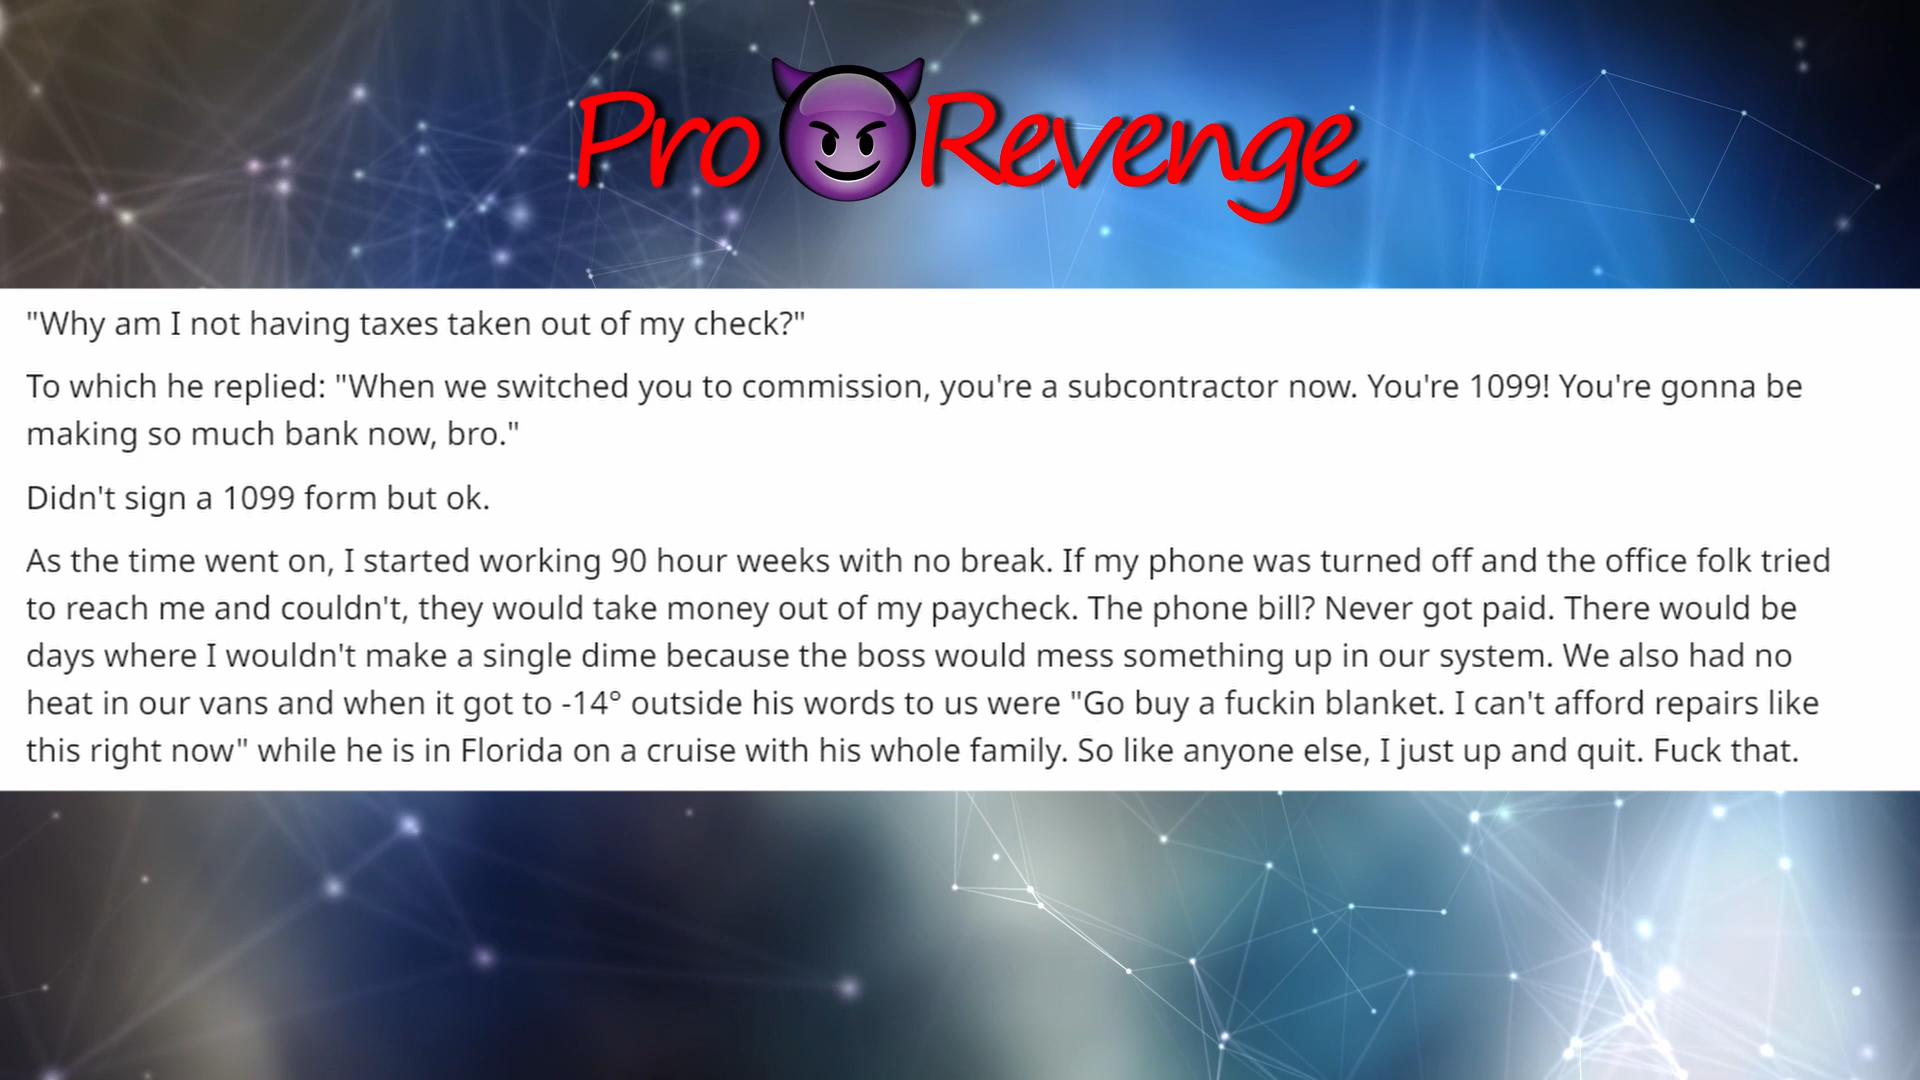 Pro Revenge
"Why am I not having taxes taken out of my check?"
To which he replied: "When we switched you to commission, you're a subcontractor now. You're 1099! You're gonna be
making so much bank now, bro."
Didn't sign a 1099 form but ok.
As the time went on, I started working 90 hour weeks with no break. If my phone was turned off and the office folk tried
to reach me and couldn't, they would take money out of my paycheck. The phone bill? Never got paid. There would be
days where I wouldn't make a single dime because the boss would mess something up in our system. We also had no
heat in our vans and when it got to -14° outside his words to us were "Go buy a fuckin blanket. I can't afford repairs like
this right now" while he is in Florida on a cruise with his whole family. So like anyone else, I just up and quit. Fuck that.